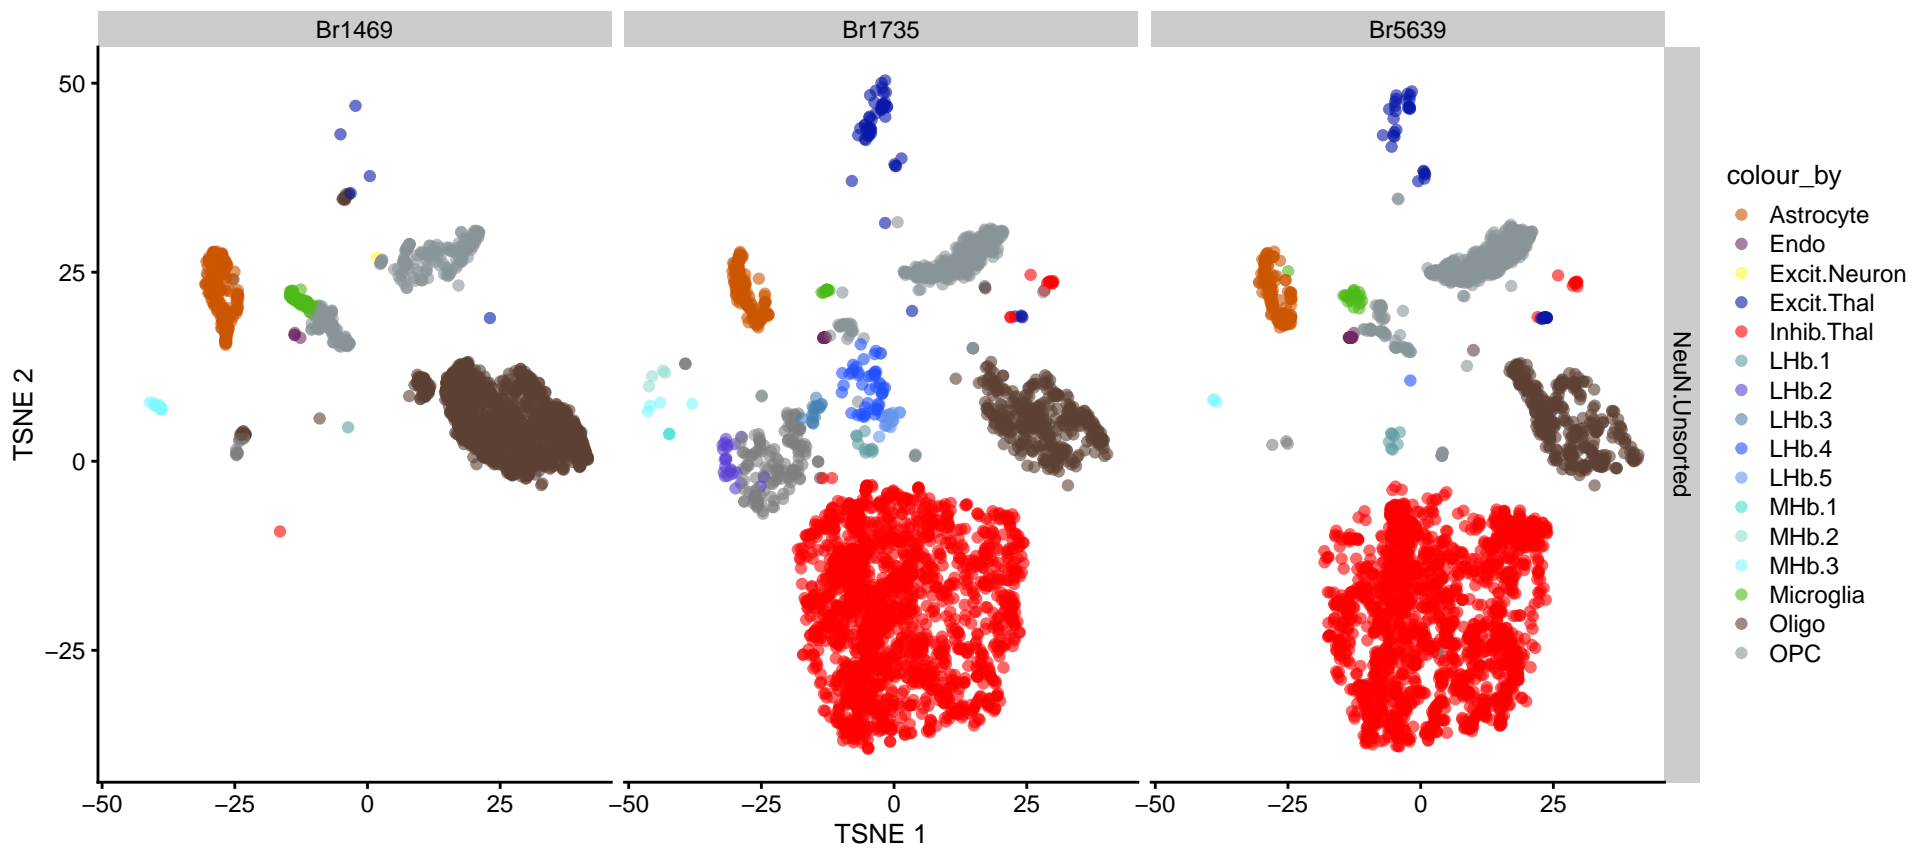 Br1469
Br1735
Br5639
50
25
0
−25
TSNE 2
−50
−25
0
25
−50
−25
0
25
−50
−25
0
25
TSNE 1
NeuN.Unsorted
colour_by
Astrocyte
Endo
Excit.Neuron
Excit.Thal
Inhib.Thal
LHb.1
LHb.2
LHb.3
LHb.4
LHb.5
MHb.1
MHb.2
MHb.3
Microglia
Oligo
OPC